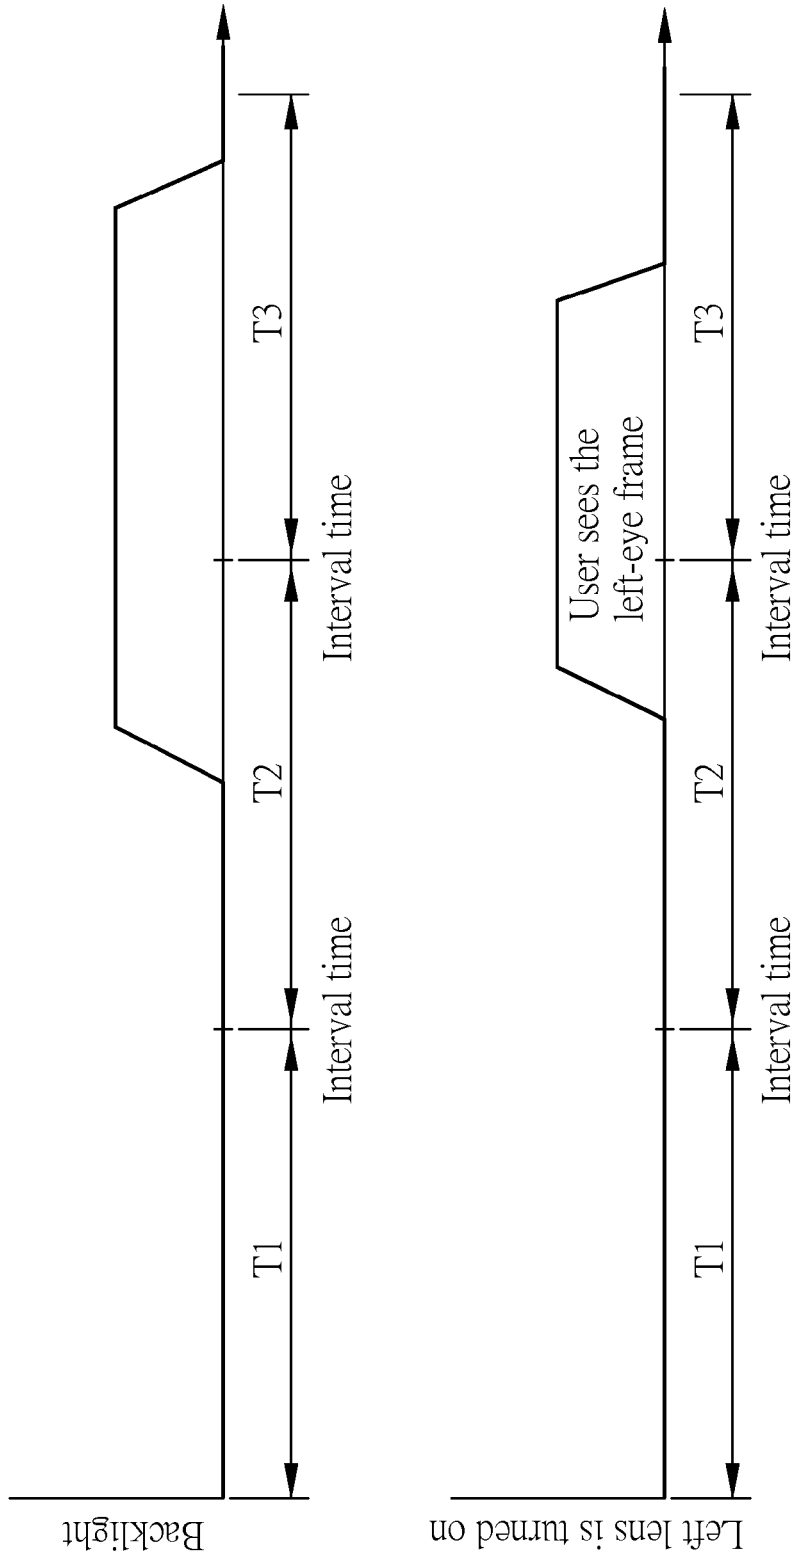 Backlight
T1
T2
T3
Interval time
Interval time
Left lens is turned on
User sees the
left-eye frame
T1
T2
T3
Interval time
Interval time